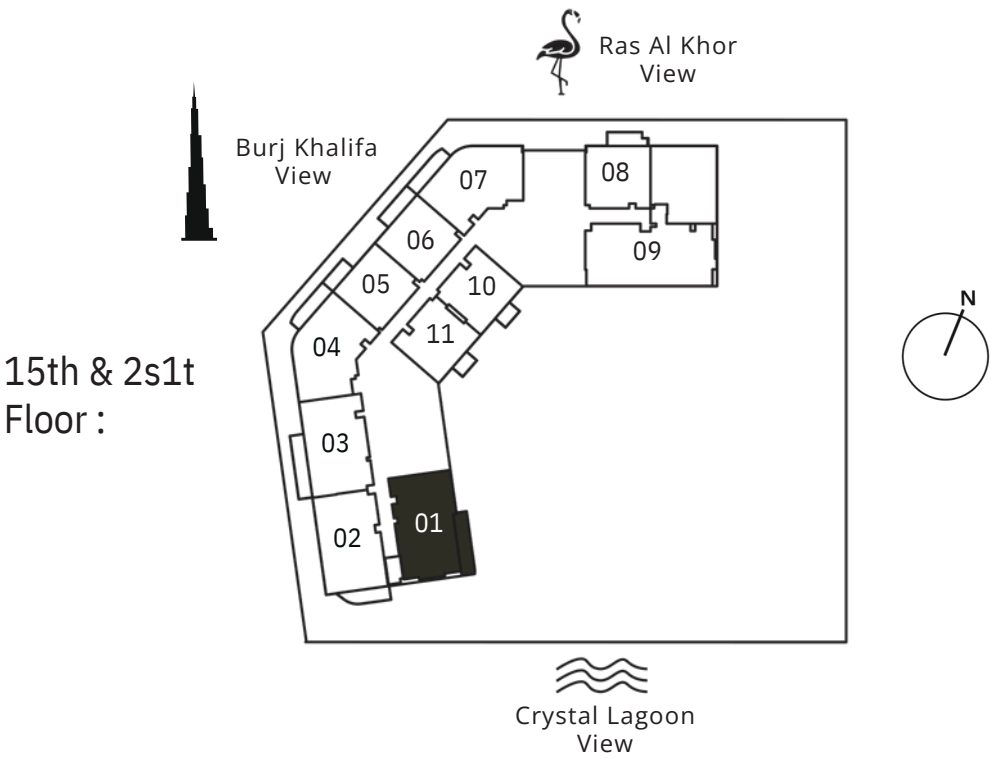 Ras Al Khor
View
Burj Khalifa
View
07
08
06
09
05
10
11
04
N
15th & 2s1t
Floor :
03
01
02
Crystal Lagoon
View